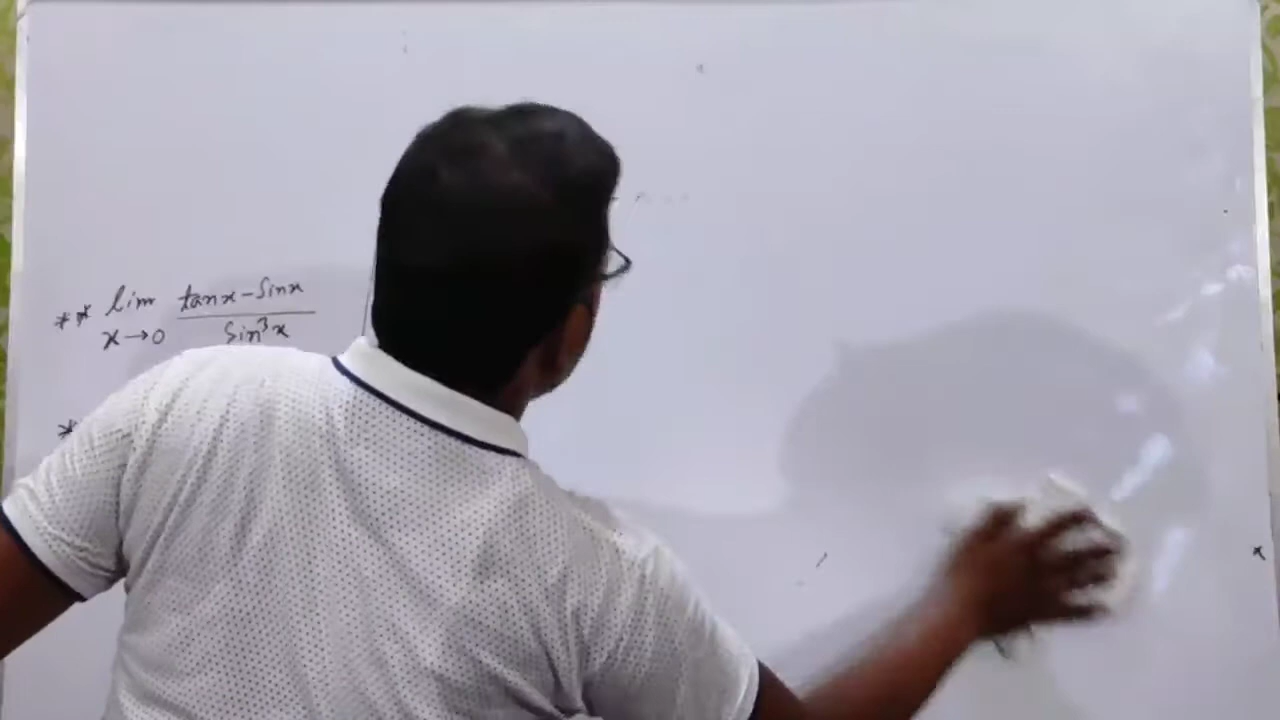 ** lim tanx-Sinx
x→0 Sin³x
*